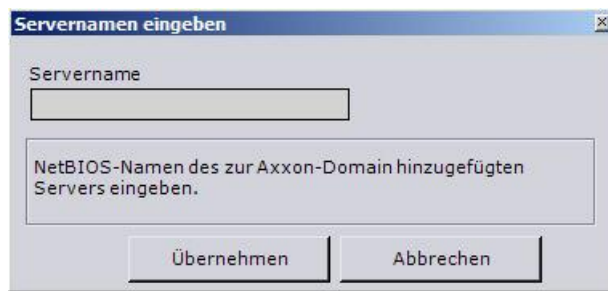 Servernamen eingeben
Servername
NetBIOS-Namen des zur Axxon-Domain hinzugefügten
Servers eingeben.
Übernehmen
Abbrechen